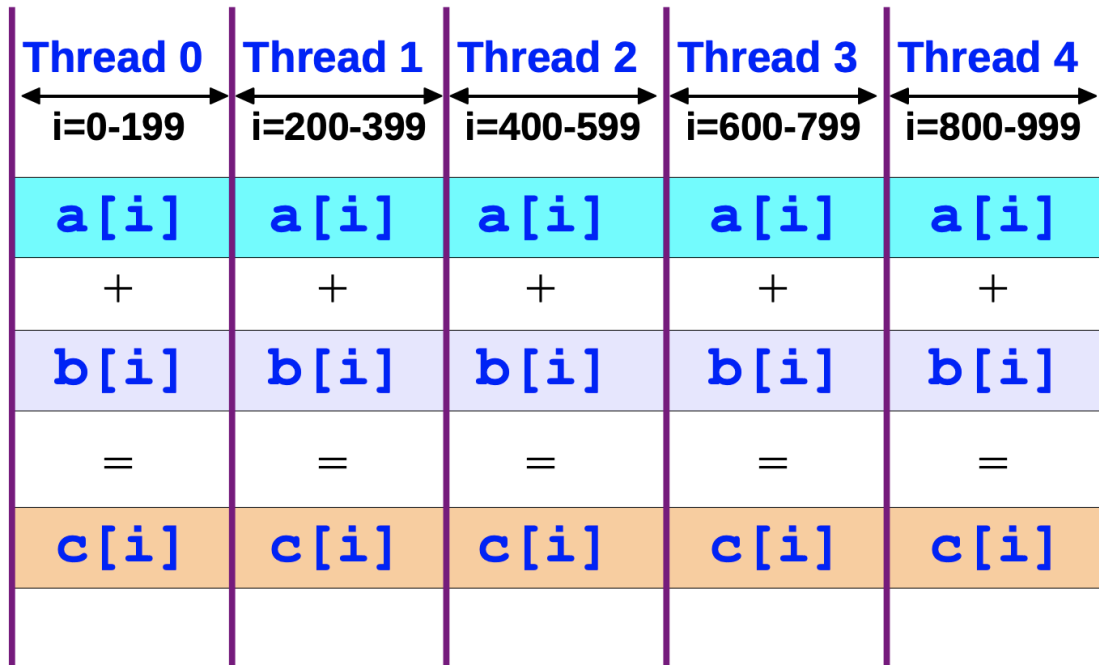 Thread 0 Thread 1 Thread 2 Thread 3 Thread 4
i=0-199 i=200-399 i=400-599 i=600-799 i=800-999
a[i] a[i] a[i] a[i] a[i]
+ + + + +
b[i] b[i] b[i] b[i] b[i]
= = = = =
c[i] c[i] c[i] c[i] c[i]